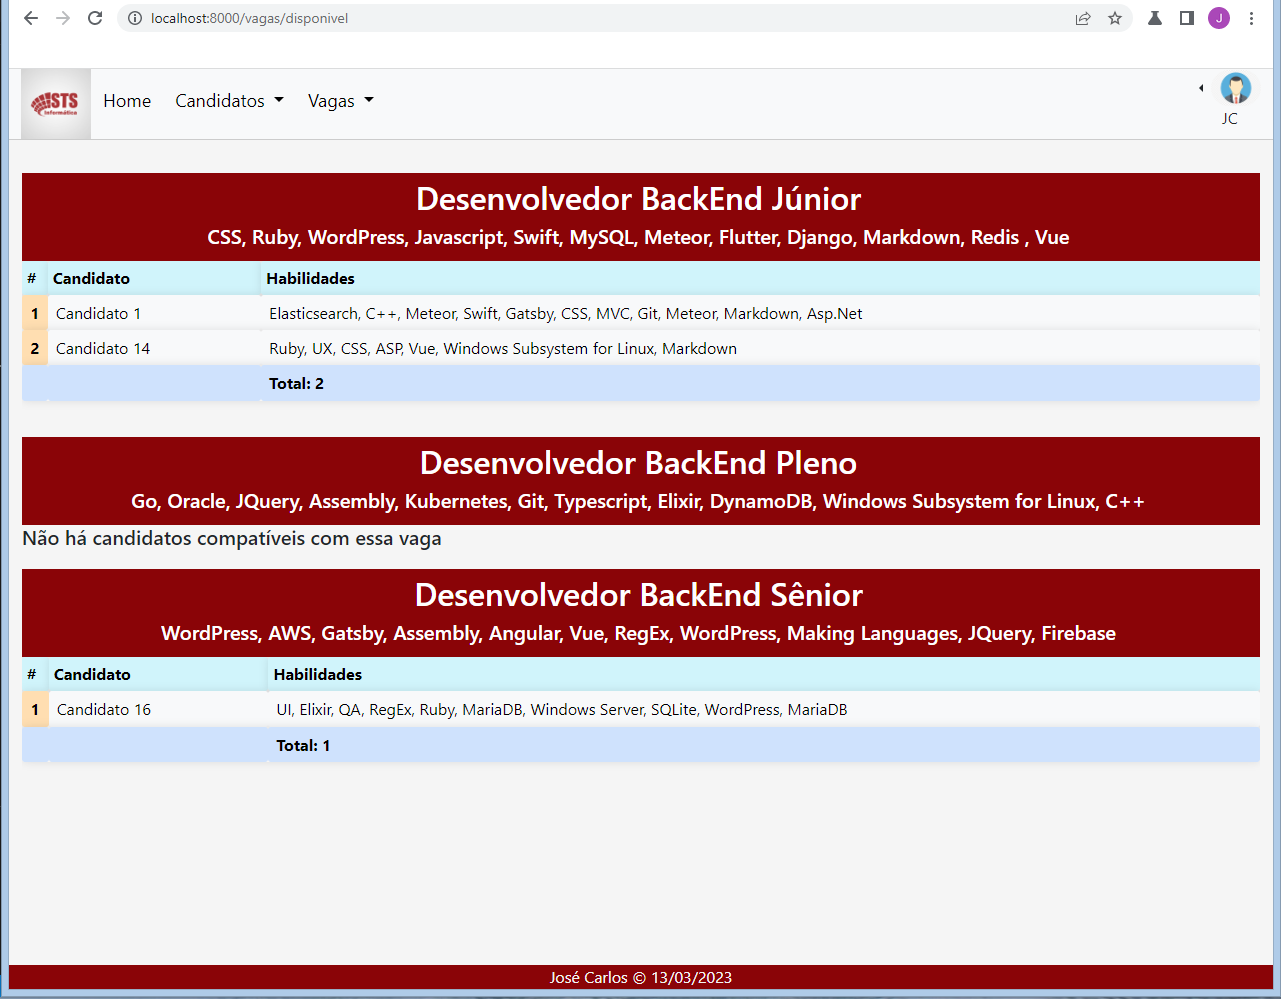 localhost:8000/vagas/disponivel
J
STS
Informática
Home Candidatos Vagas
JC
Desenvolvedor BackEnd Júnior
CSS, Ruby, WordPress, Javascript, Swift, MySQL, Meteor, Flutter, Django, Markdown, Redis , Vue
# Candidato Habilidades
1 Candidato 1 Elasticsearch, C++, Meteor, Swift, Gatsby, CSS, MVC, Git, Meteor, Markdown, Asp.Net
2 Candidato 14 Ruby, UX, CSS, ASP, Vue, Windows Subsystem for Linux, Markdown
Total: 2
Desenvolvedor BackEnd Pleno
Go, Oracle, JQuery, Assembly, Kubernetes, Git, Typescript, Elixir, DynamoDB, Windows Subsystem for Linux, C++
Não há candidatos compatíveis com essa vaga
Desenvolvedor BackEnd Sênior
WordPress, AWS, Gatsby, Assembly, Angular, Vue, RegEx, WordPress, Making Languages, JQuery, Firebase
# Candidato Habilidades
1 Candidato 16 UI, Elixir, QA, RegEx, Ruby, MariaDB, Windows Server, SQLite, WordPress, MariaDB
Total: 1
José Carlos © 13/03/2023